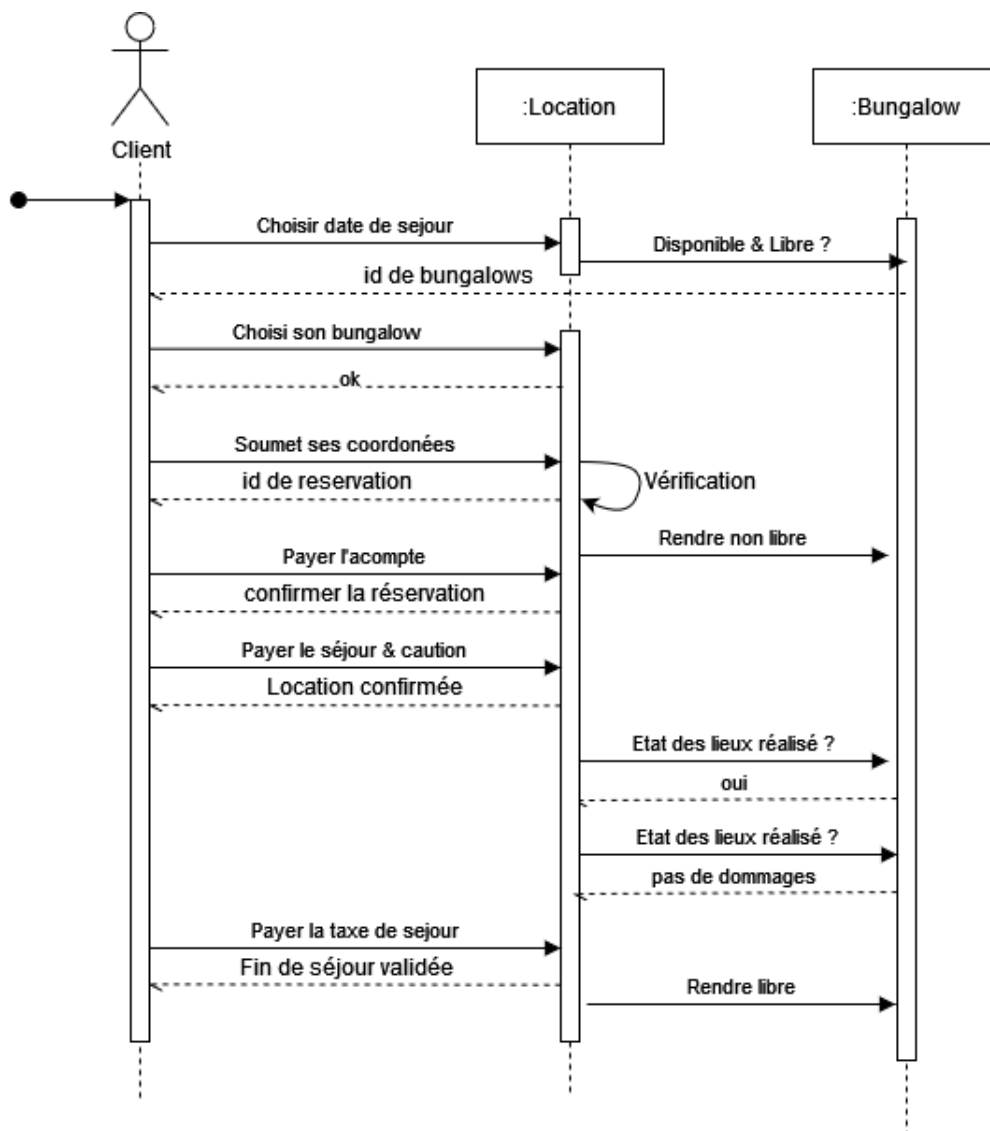 :Location
:Bungalow
Client
Choisir date de sejour
Disponible & Libre ?
id de bungalows
Choisi son bungalow
ok
Soumet ses coordonées
id de reservation
Vérification
Rendre non libre
Payer l'acompte
confirmer la réservation
Payer le séjour & caution
Location confirmée
Etat des lieux réalisé ?
oui
Etat des lieux réalisé ?
pas de dommages
Payer la taxe de sejour
Fin de séjour validée
Rendre libre